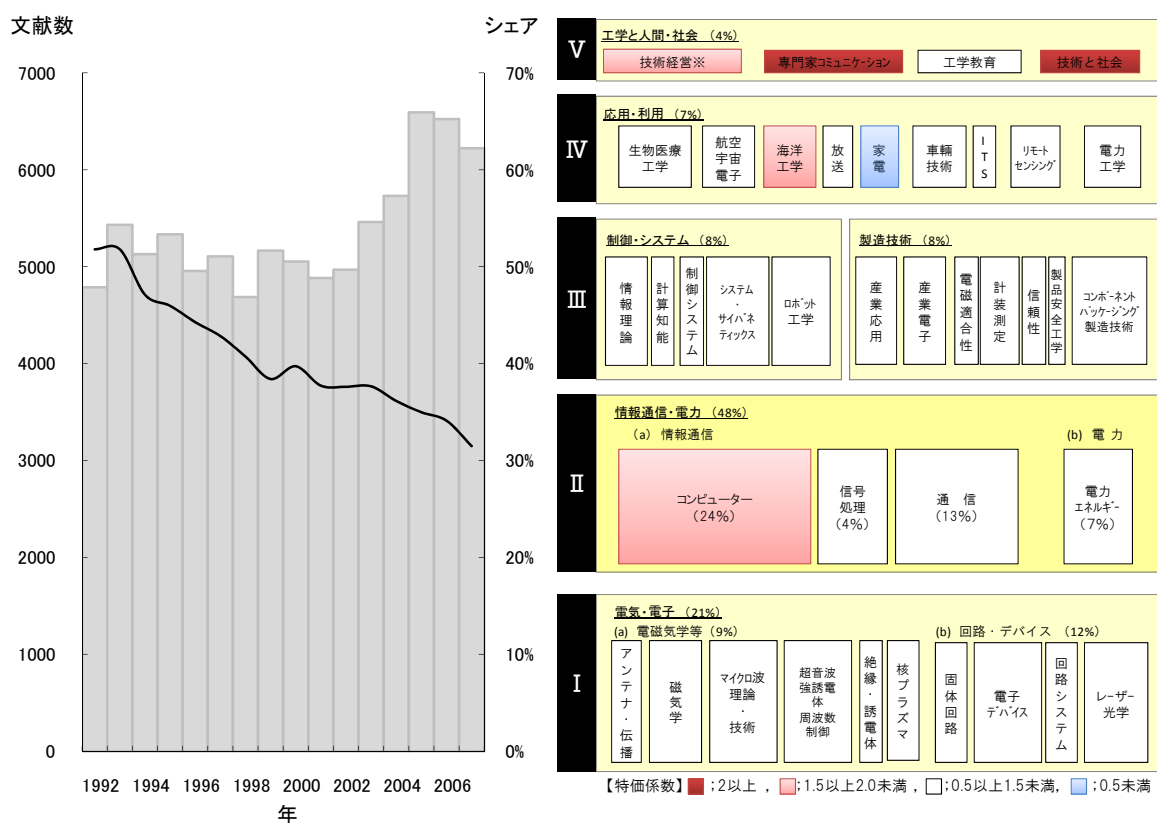 文献数
シェア
7000
6000
5000
4000
3000
2000
1000
0
70%
60%
50%
40%
30%
20%
10%
0%
1992 1994 1996 1998 2000 2002 2004 2006
年
Ⅴ
工学と人間・社会 (4%)
技術経営※
専門家コミュニケーション
工学教育
技術と社会
Ⅳ
応用・利用 (7%)
生物医療
工学
航空
宇宙
電子
海洋
工学
放送
家電
車輛
技術
ITS
リモート
センシング
電力
工学
Ⅲ
制御・システム (8%)
情報理論
計算知能
制御システム
システム
・
サイバネ
ティックス
ロボット
工学
製造技術 (8%)
産業応用
産業電子
電磁適合性
計装測定
信頼性
製品安全工学
コンポーネント
パッケージング
製造技術
Ⅱ
情報通信・電力 (48%)
(a) 情報通信
(b) 電 力
コンピューター
(24%)
信号
処理
(4%)
通 信
(13%)
電力
エネルギー
(7%)
Ⅰ
電気・電子 (21%)
(a) 電磁気学等 (9%)
(b) 回路・デバイス (12%)
アンテナ・伝播
磁気学
マイクロ波
理論
・
技術
超音波
強誘電
体
周波数
制御
絶縁・誘電体
核プラズマ
固体回路
電子
デバイス
回路システム
レーザー
光学
【特価係数】 ;2以上 , ;1.5以上2.0未満 , ;0.5以上1.5未満, ;0.5未満